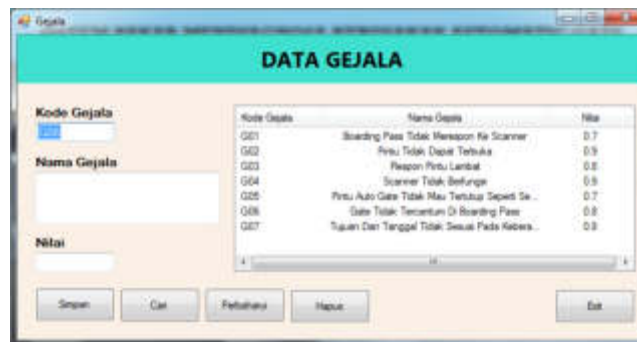 Gejala
DATA GEJALA
Kode Gejala
Nama Gejala
Nilai
Kode Gejala Nama Gejala Nilai
G01 Boarding Pass Tidak Merespon Ke Scanner 0.7
G02 Pintu Tidak Dapat Terbuka 0.9
G03 Respon Pintu Lambat 0.8
G04 Scanner Tidak Berfungsi 0.9
G05 Pintu Auto Gate Tidak Mau Tertutup Seperti Se... 0.7
G06 Gate Tidak Tercantum Di Boarding Pass 0.8
G07 Tujuan Dan Tanggal Tidak Sesuai Pada Kebera... 0.8
Simpan Cari Perbaharui Hapus Exit